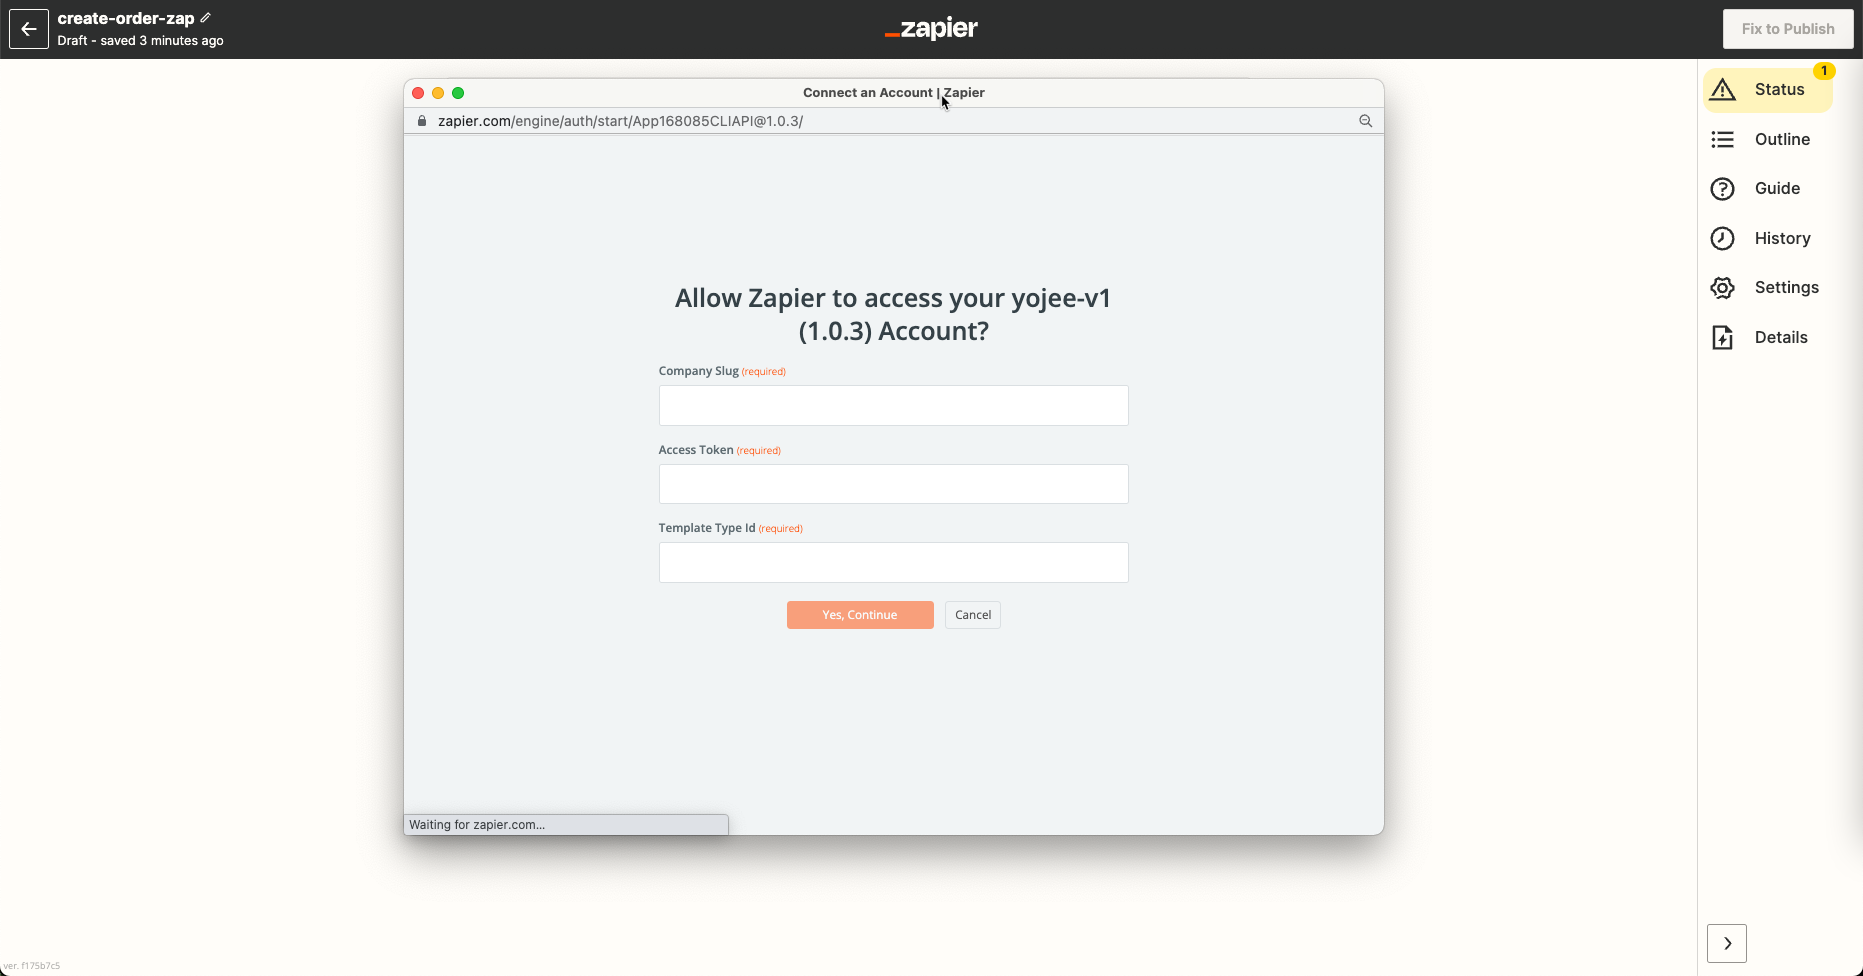 create-order-zap
Draft - saved 3 minutes ago
_zapier
Fix to Publish
Connect an Account | Zapier
zapier.com/engine/auth/start/App168085CLIAPI@1.0.3/
Allow Zapier to access your yojee-v1
(1.0.3) Account?
Company Slug (required)
Access Token (required)
Template Type Id (required)
Yes, Continue
Cancel
Waiting for zapier.com...
1
Status
Outline
Guide
History
Settings
Details
ver. f175b7c5